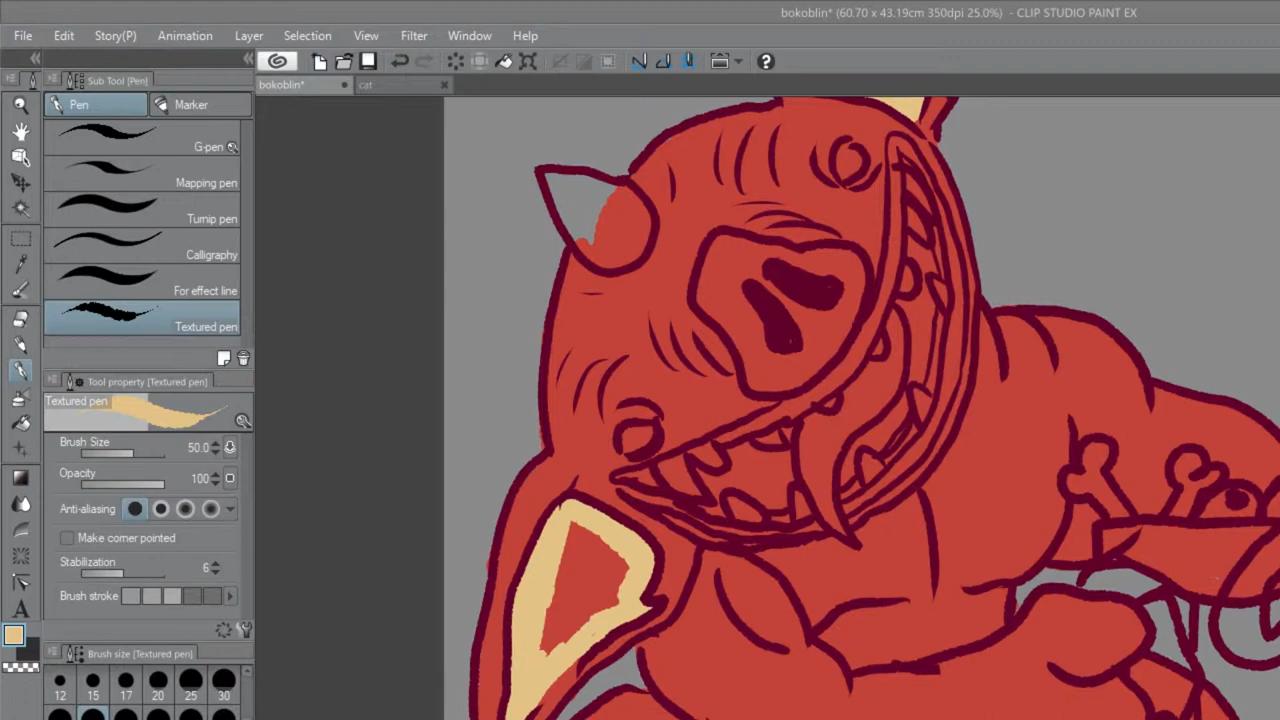 bokoblin* (60.70 x 43.19cm 350dpi 25.0%) - CLIP STUDIO PAINT EX
File Edit Story(P) Animation Layer Selection View Filter Window Help
Sub Tool [Pen]
bokoblin* cat
Pen Marker
G-pen
Mapping pen
Turnip pen
Calligraphy
For effect line
Textured pen
Tool property [Textured pen]
Textured pen
Brush Size 50.0
Opacity 100
Anti-aliasing
Make corner pointed
Stabilization 6
Brush stroke
A
Brush size [Textured pen]
12 15 17 20 25 30